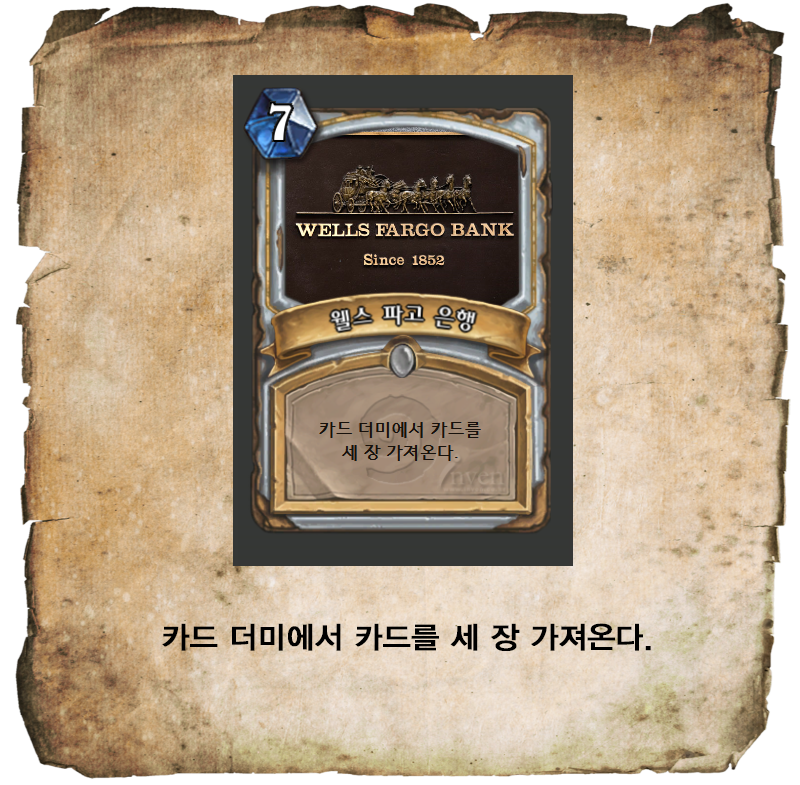 7
WELLS FARGO BANK
Since 1852
웰스 파고 은행
카드 더미에서 카드를
세 장 가져온다.
nven
카드 더미에서 카드를 세 장 가져온다.